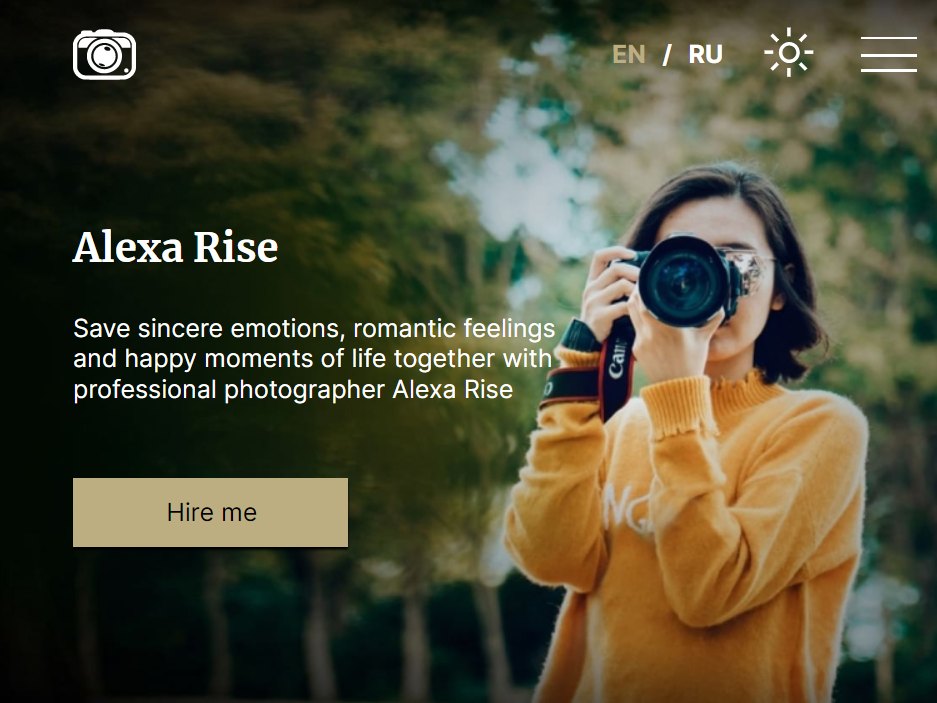 EN / RU
Alexa Rise
Save sincere emotions, romantic feelings
and happy moments of life together with
professional photographer Alexa Rise
Hire me